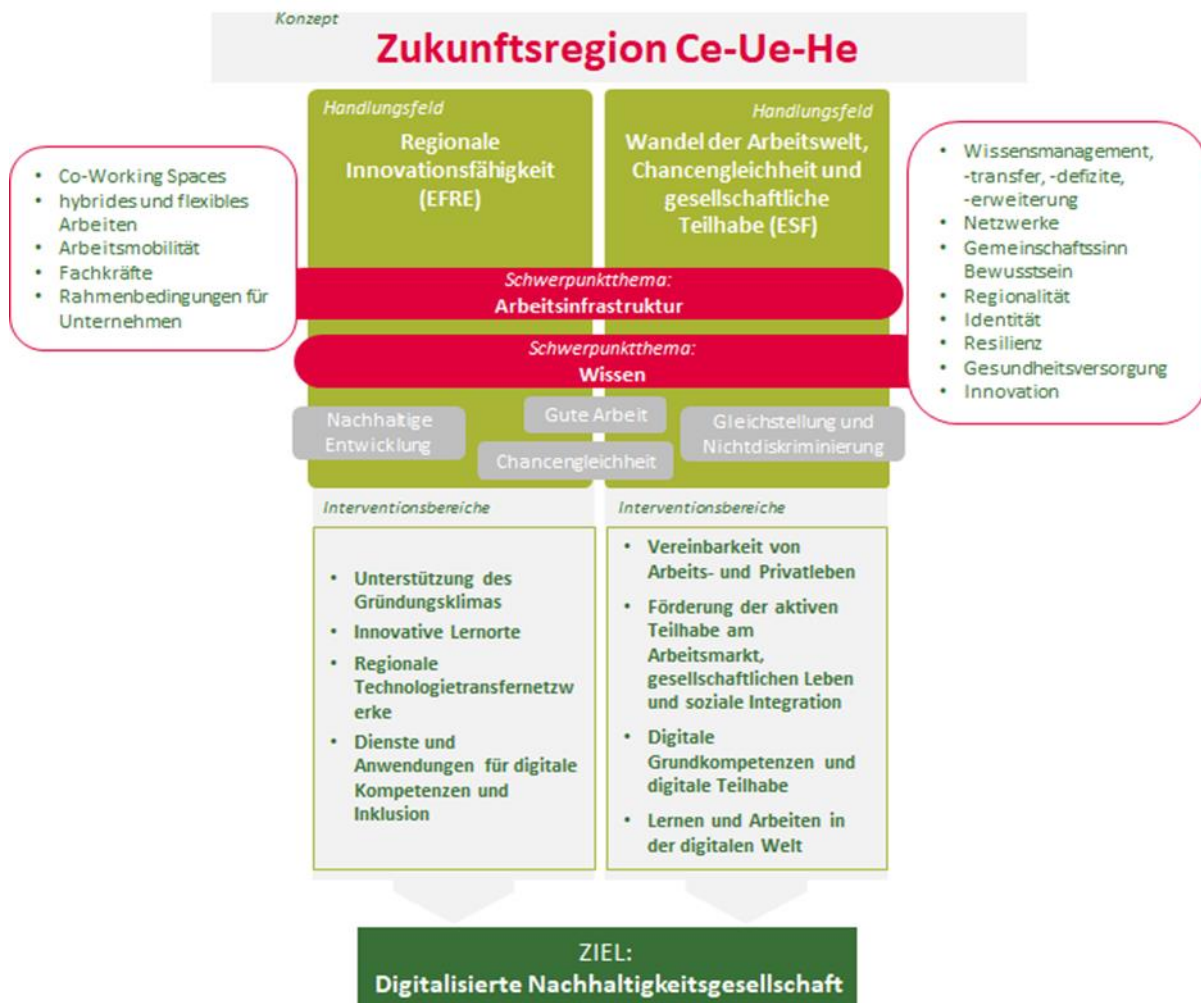 Konzept
Zukunftsregion Ce-Ue-He
Handlungsfeld
Regionale
Innovationsfähigkeit
(EFRE)
Handlungsfeld
Wandel der Arbeitswelt,
Chancengleichheit und
gesellschaftliche
Teilhabe (ESF)
• Co-Working Spaces
• hybrides und flexibles
Arbeiten
• Arbeitsmobilität
• Fachkräfte
• Rahmenbedingungen für
Unternehmen
• Wissensmanagement,
-transfer, -defizite,
-erweiterung
• Netzwerke
• Gemeinschaftssinn
Bewusstsein
• Regionalität
• Identität
• Resilienz
• Gesundheitsversorgung
• Innovation
Schwerpunktthema:
Arbeitsinfrastruktur
Schwerpunktthema:
Wissen
Nachhaltige
Entwicklung
Gute Arbeit
Chancengleichheit
Gleichstellung und
Nichtdiskriminierung
Interventionsbereiche
• Unterstützung des
Gründungsklimas
• Innovative Lernorte
• Regionale
Technologietransfernetzw
erke
• Dienste und
Anwendungen für digitale
Kompetenzen und
Inklusion
Interventionsbereiche
• Vereinbarkeit von
Arbeits- und Privatleben
• Förderung der aktiven
Teilhabe am
Arbeitsmarkt,
gesellschaftlichen Leben
und soziale Integration
• Digitale
Grundkompetenzen und
digitale Teilhabe
• Lernen und Arbeiten in
der digitalen Welt
ZIEL:
Digitalisierte Nachhaltigkeitsgesellschaft